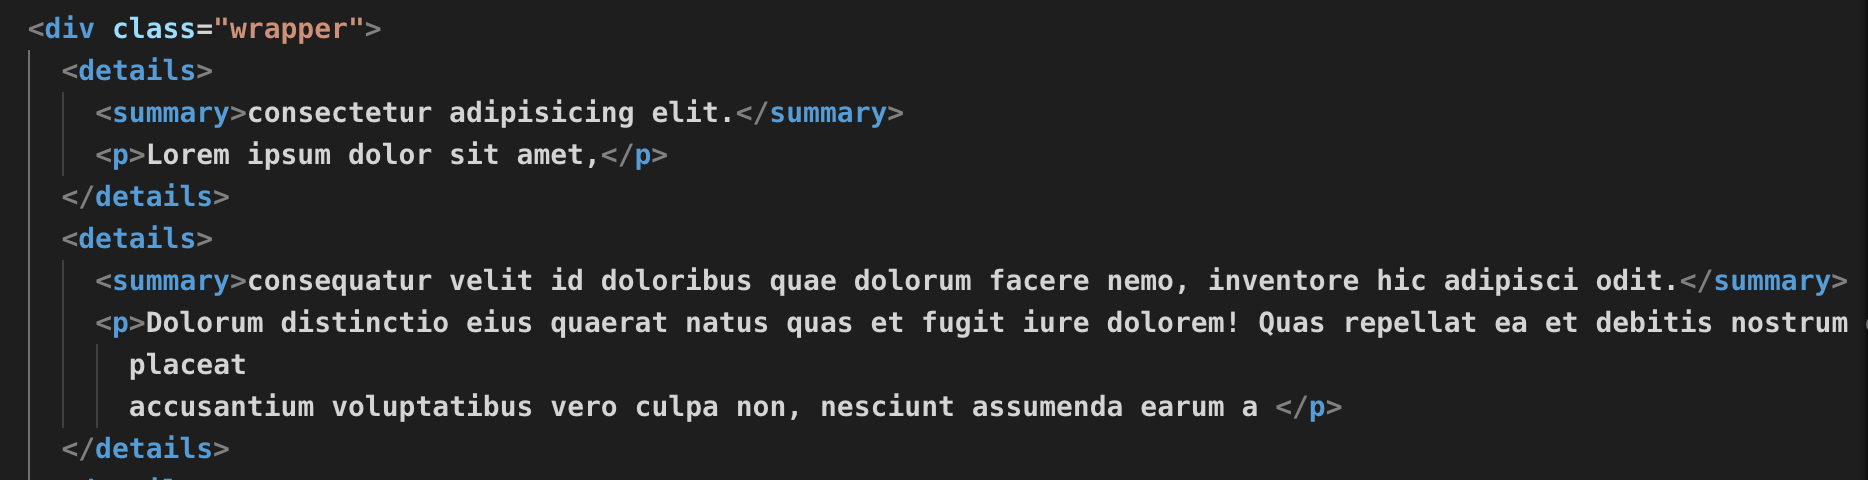 <div class="wrapper">
<details>
<summary>consectetur adipisicing elit.</summary>
<p>Lorem ipsum dolor sit amet,</p>
</details>
<details>
<summary>consequatur velit id doloribus quae dolorum facere nemo, inventore hic adipisci odit.</summary>
<p>Dolorum distinctio eius quaerat natus quas et fugit iure dolorem! Quas repellat ea et debitis nostrum
placeat
accusantium voluptatibus vero culpa non, nesciunt assumenda earum a </p>
</details>